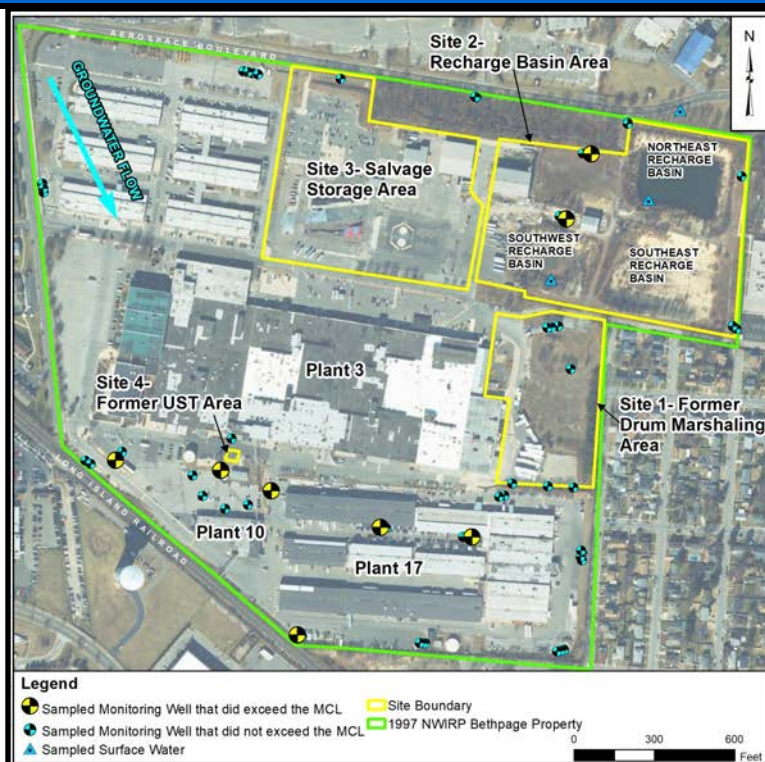 AEROSPACE BOULEVARD
N
GROUNDWATER FLOW
Site 2-
Recharge Basin Area
Site 3- Salvage
Storage Area
NORTHEAST
RECHARGE
BASIN
SOUTHWEST
RECHARGE
BASIN
SOUTHEAST
RECHARGE
BASIN
Plant 3
Site 4-
Former UST Area
Site 1- Former
Drum Marshaling
Area
LONG ISLAND RAILROAD
Plant 10
Plant 17
Legend
Sampled Monitoring Well that did exceed the MCL
Sampled Monitoring Well that did not exceed the MCL
Sampled Surface Water
Site Boundary
1997 NWIRP Bethpage Property
0 300 600
Feet